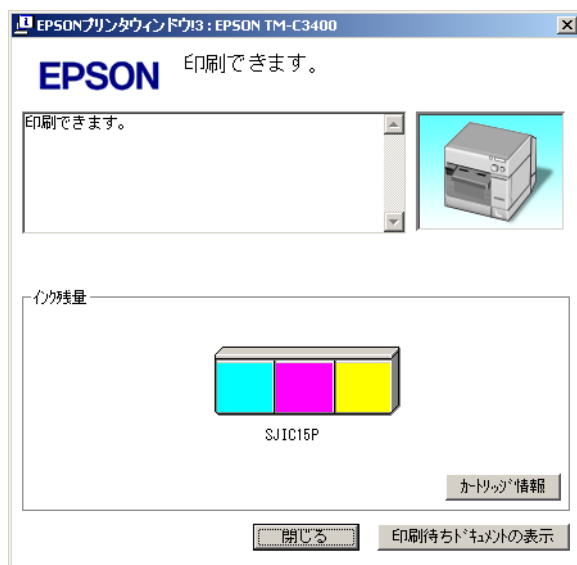 EPSONプリンタウィンドウ!3 : EPSON TM-C3400
EPSON
印刷できます。
印刷できます。
インク残量
SJIC15P
カートリッジ情報
閉じる
印刷待ちドキュメントの表示